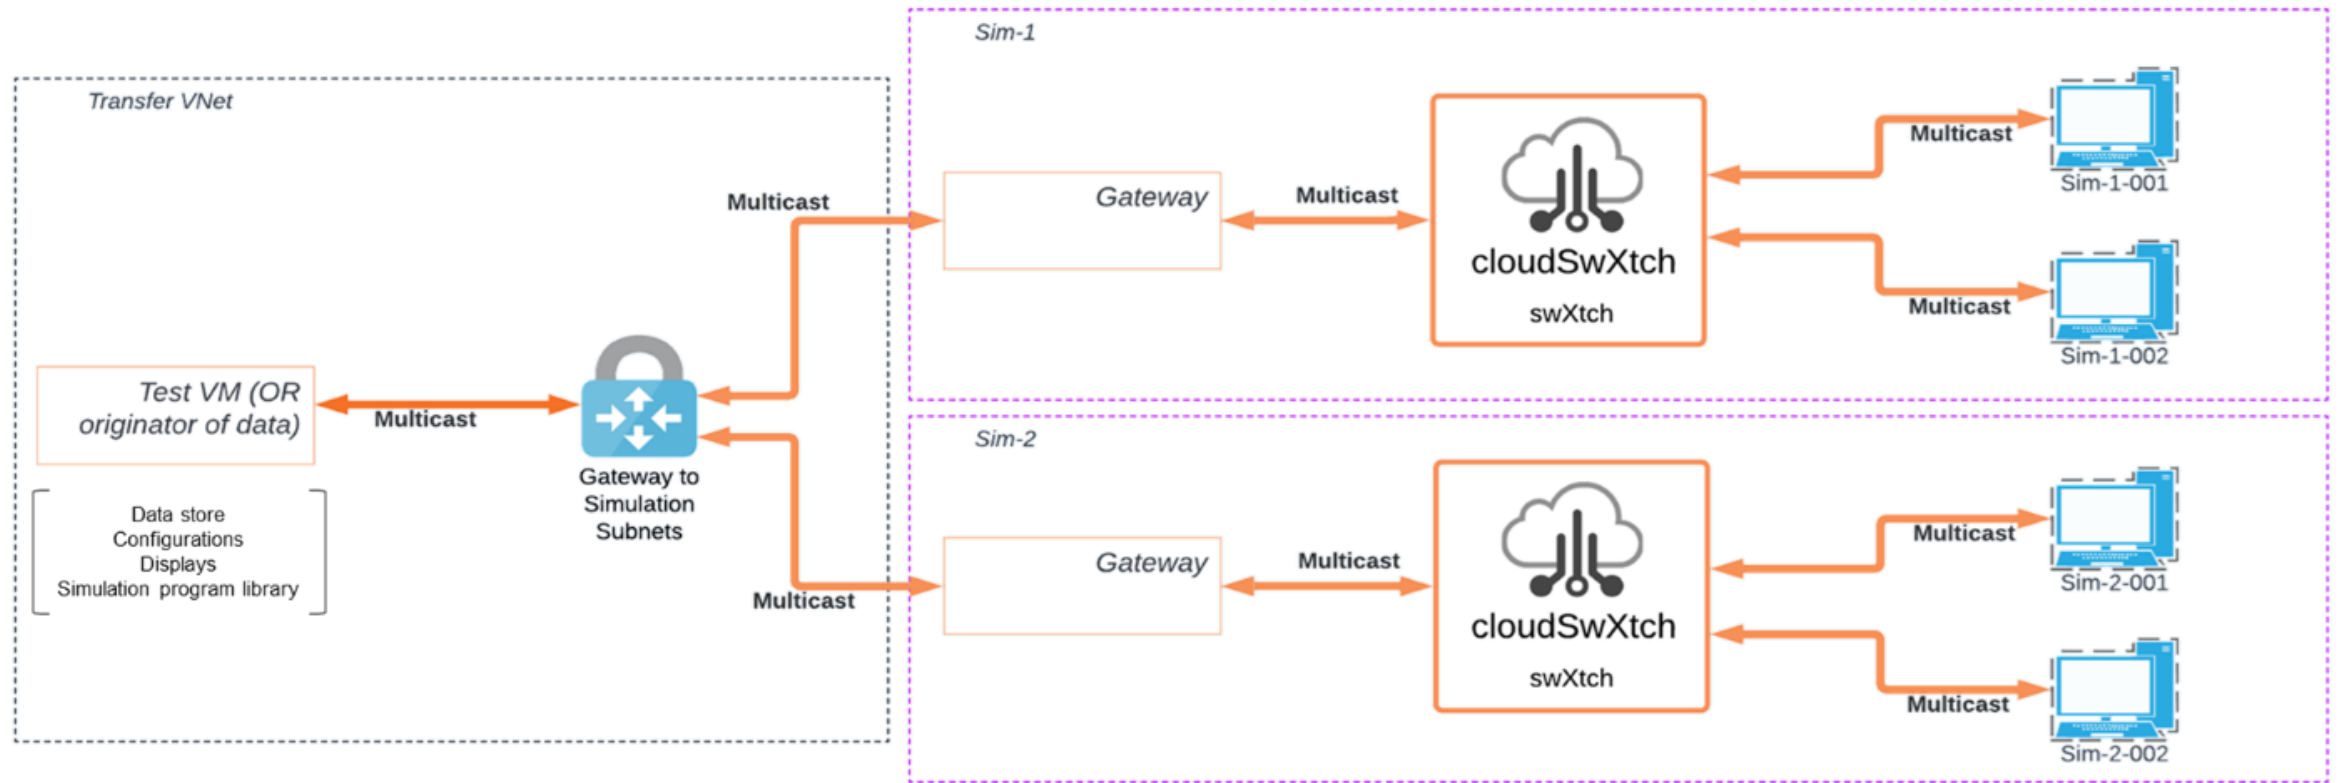 Transfer VNet
Test VM (OR
originator of data)
Data store
Configurations
Displays
Simulation program library
Multicast
Gateway to
Simulation
Subnets
Multicast
Multicast
Sim-1
Gateway
Multicast
cloudSwXtch
swXtch
Multicast
Sim-1-001
Multicast
Sim-1-002
Sim-2
Gateway
Multicast
cloudSwXtch
swXtch
Multicast
Sim-2-001
Multicast
Sim-2-002